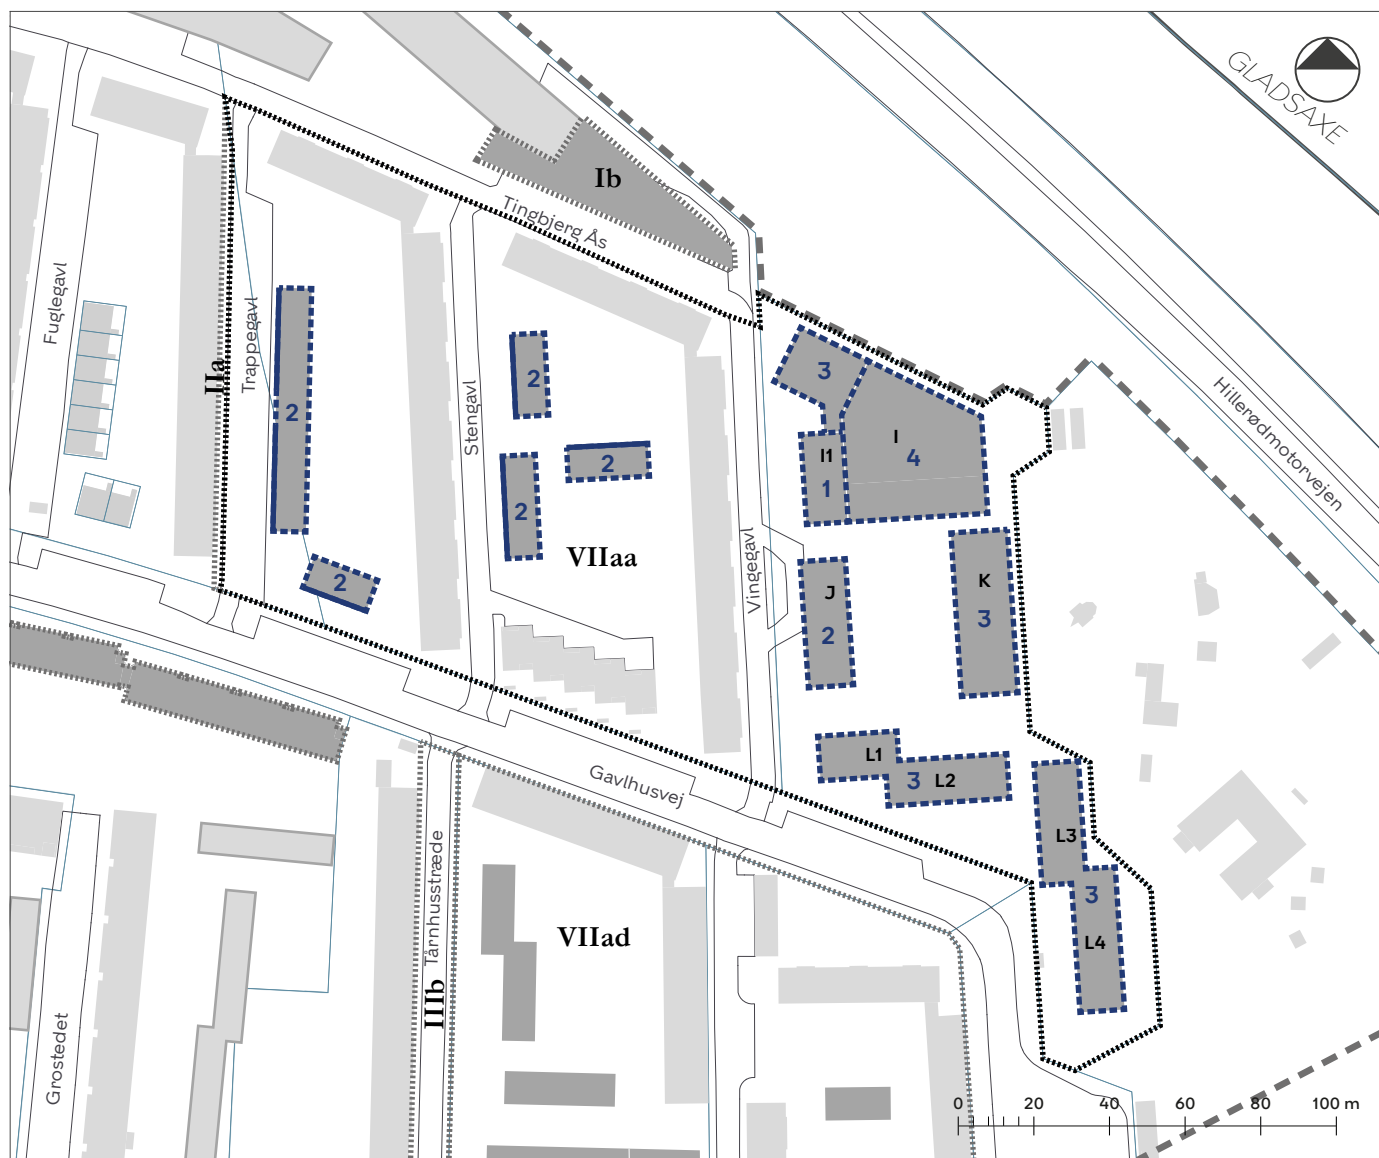 GLADSAXE
Hillerødmotorvejen
Ib
Tingbjerg Ås
Fuglegavl
IIa
Trappegavl
Stengavl
Vingegavl
2
2
2
2
2
VIIaa
3
I
4
I1
1
J
2
K
3
L1
3
L2
L3
3
L4
Gavlhusvej
Tårnhusstræde
IIIb
VIIad
Grostedet
0 20 40 60 80 100 m